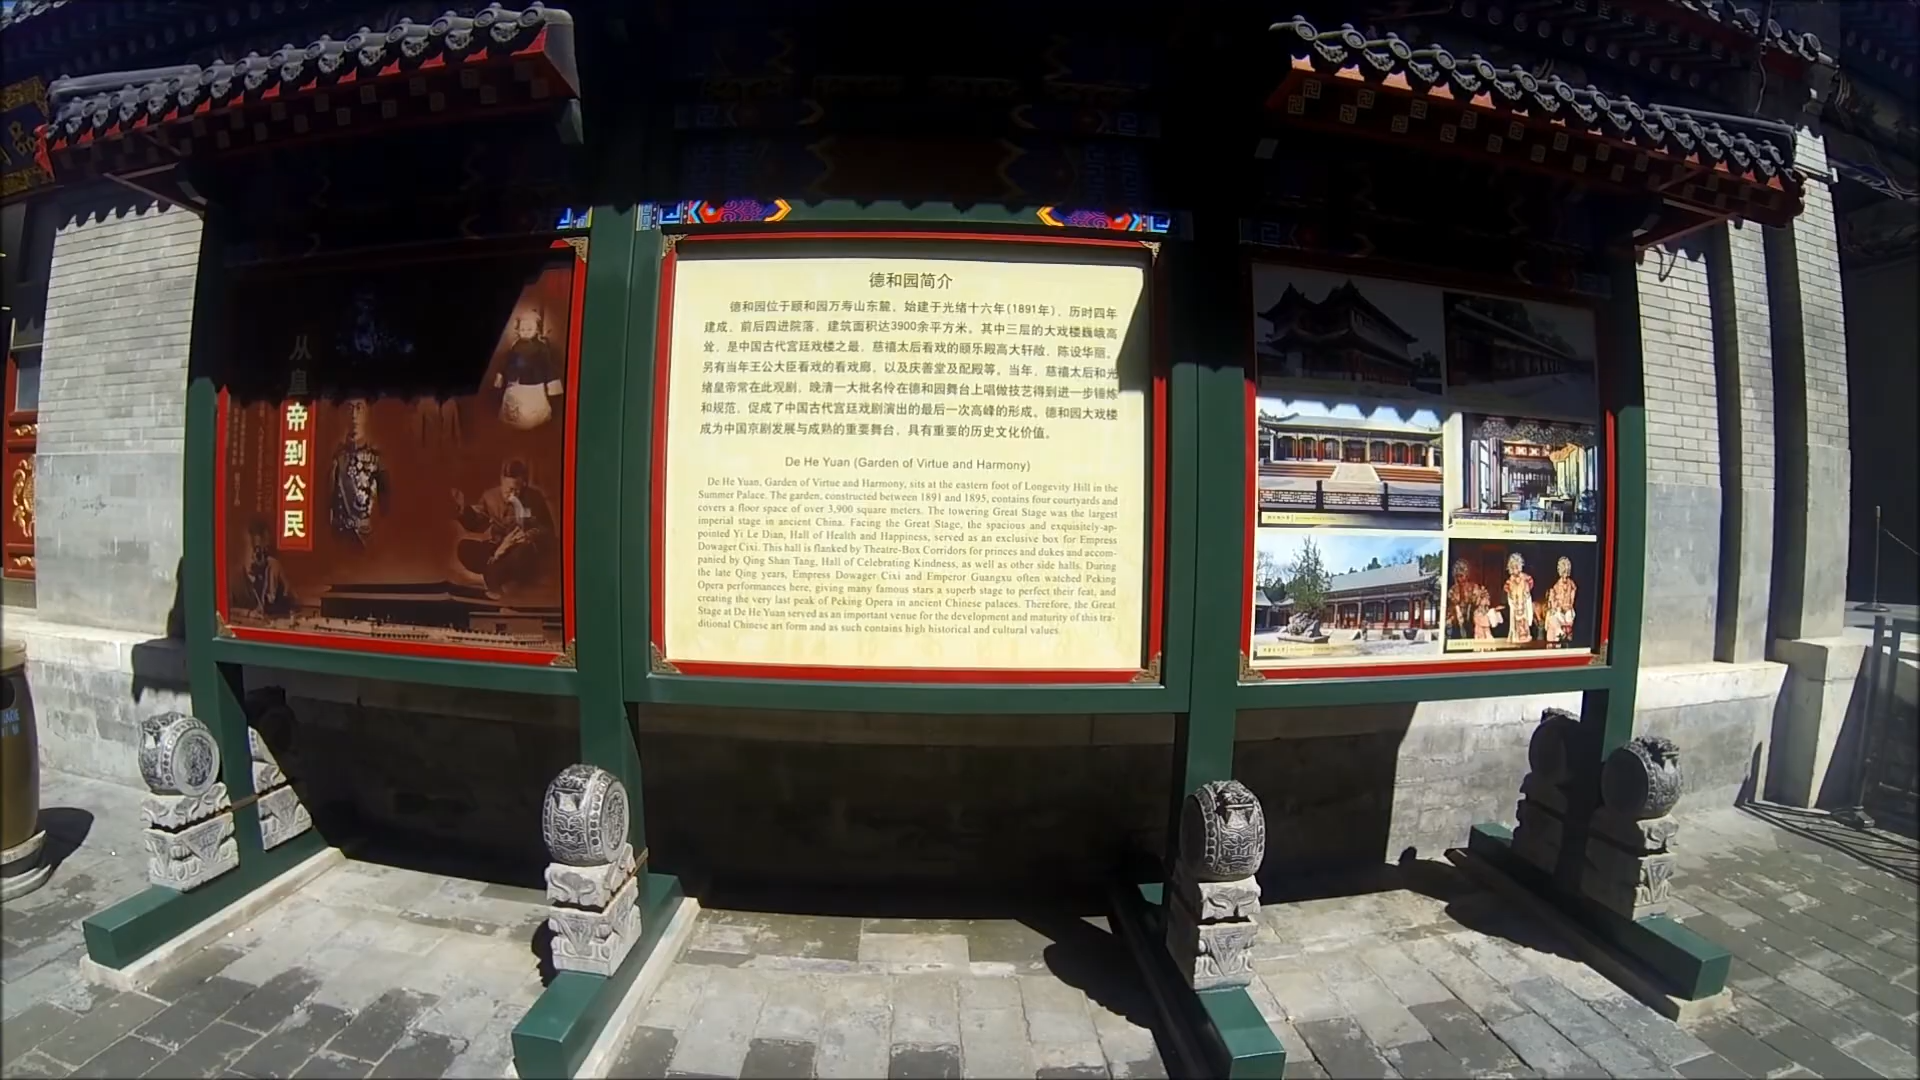 从皇帝到公民
德和园简介
德和园位于颐和园万寿山东麓，始建于光绪十六年(1891年)，历时四年
建成，前后四进院落，建筑面积达3900余平方米。其中三层的大戏楼巍峨高
耸，是中国古代宫廷戏楼之最，慈禧太后看戏的颐乐殿高大轩敞，陈设华丽。
另有当年王公大臣看戏的看戏廊，以及庆善堂及配殿等。当年，慈禧太后和光
绪皇帝常在此观剧，晚清一大批名伶在德和园舞台上唱做技艺得到进一步锤炼
和规范，促成了中国古代宫廷戏剧演出的最后一次高峰的形成。德和园大戏楼
成为中国京剧发展与成熟的重要舞台，具有重要的历史文化价值。
De He Yuan (Garden of Virtue and Harmony)
De He Yuan, Garden of Virtue and Harmony, sits at the eastern foot of Longevity Hill in the
Summer Palace. The garden, constructed between 1891 and 1895, contains four courtyards and
covers a floor space of over 3,900 square meters. The towering Great Stage was the largest
imperial stage in ancient China. Facing the Great Stage, the spacious and exquisitely-ap-
pointed Yi Le Dian, Hall of Health and Happiness, served as an exclusive box for Empress
Dowager Cixi. This hall is flanked by Theatre-Box Corridors for princes and dukes and accom-
panied by Qing Shan Tang, Hall of Celebrating Kindness, as well as other side halls. During
the late Qing years, Empress Dowager Cixi and Emperor Guangxu often watched Peking
Opera performances here, giving many famous stars a superb stage to perfect their feat, and
creating the very last peak of Peking Opera in ancient Chinese palaces. Therefore, the Great
Stage at De He Yuan served as an important venue for the development and maturity of this tra-
ditional Chinese art form and as such contains high historical and cultural values.